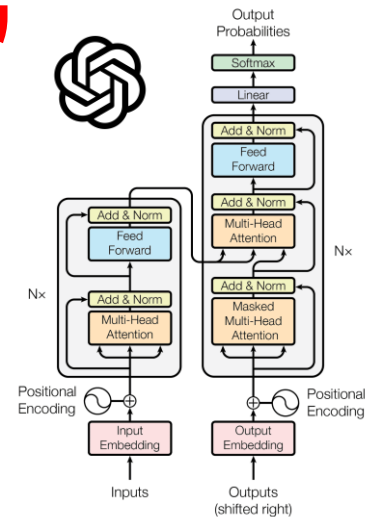 Output
Probabilities
Softmax
Linear
Add & Norm
Feed
Forward
Add & Norm
Multi-Head
Attention
Nx
Add & Norm
Masked
Multi-Head
Attention
Add & Norm
Feed
Forward
Nx
Add & Norm
Multi-Head
Attention
Positional
Encoding
Positional
Encoding
Input
Embedding
Output
Embedding
Inputs
Outputs
(shifted right)